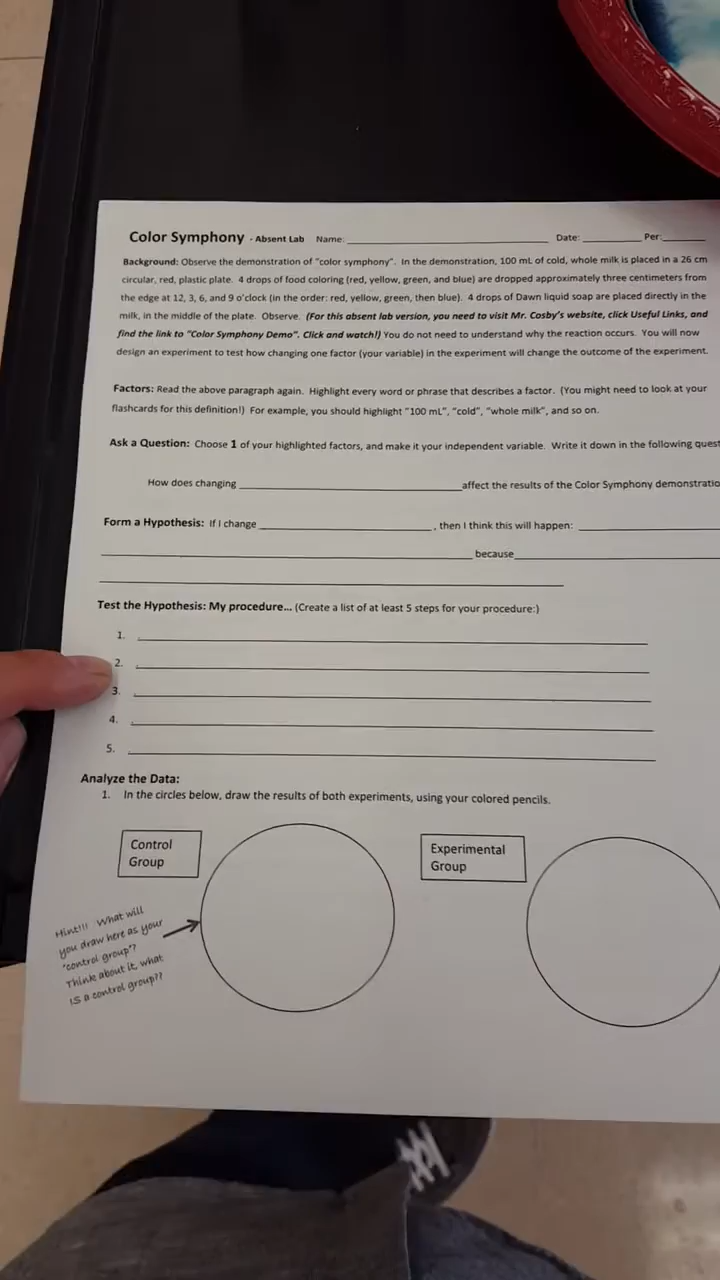 Color Symphony - Absent Lab Name: Date: Per:
Background: Observe the demonstration of "color symphony". In the demonstration, 100 mL of cold, whole milk is placed in a 26 cm
circular, red, plastic plate. 4 drops of food coloring (red, yellow, green, and blue) are dropped approximately three centimeters from
the edge at 12, 3, 6, and 9 o'clock (in the order: red, yellow, green, then blue). 4 drops of Dawn liquid soap are placed directly in the
milk, in the middle of the plate. Observe. (For this absent lab version, you need to visit Mr. Cosby's website, click Useful Links, and
find the link to "Color Symphony Demo". Click and watch!) You do not need to understand why the reaction occurs. You will now
design an experiment to test how changing one factor (your variable) in the experiment will change the outcome of the experiment.
Factors: Read the above paragraph again. Highlight every word or phrase that describes a factor. (You might need to look at your
flashcards for this definition!) For example, you should highlight "100 mL", "cold", "whole milk", and so on.
Ask a Question: Choose 1 of your highlighted factors, and make it your independent variable. Write it down in the following quest
How does changing affect the results of the Color Symphony demonstratio
Form a Hypothesis: If I change , then I think this will happen:
because
Test the Hypothesis: My procedure... (Create a list of at least 5 steps for your procedure:)
1.
2.
3.
4.
5.
Analyze the Data:
1. In the circles below, draw the results of both experiments, using your colored pencils.
Control
Group
Experimental
Group
Hint!!! What will
you draw here as your
"control group"?
Think about it, what
IS a control group??